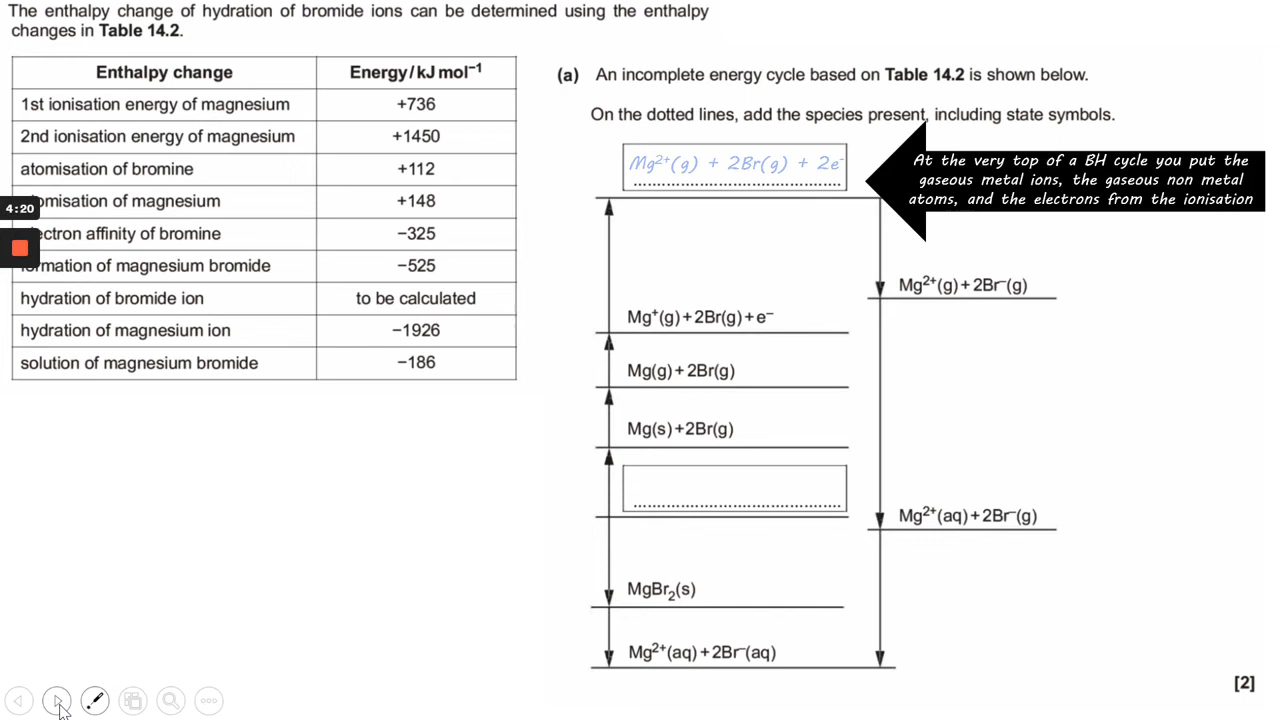 The enthalpy change of hydration of bromide ions can be determined using the enthalpy
changes in Table 14.2.
Enthalpy change Energy/kJ mol⁻¹
1st ionisation energy of magnesium +736
2nd ionisation energy of magnesium +1450
atomisation of bromine +112
omisation of magnesium +148
ectron affinity of bromine −325
formation of magnesium bromide −525
hydration of bromide ion to be calculated
hydration of magnesium ion −1926
solution of magnesium bromide −186
4:20
(a) An incomplete energy cycle based on Table 14.2 is shown below.
On the dotted lines, add the species present, including state symbols.
Mg²⁺(g) + 2Br(g) + 2e⁻
At the very top of a BH cycle you put the
gaseous metal ions, the gaseous non metal
atoms, and the electrons from the ionisation
Mg²⁺(g) + 2Br⁻(g)
Mg⁺(g) + 2Br(g) + e⁻
Mg(g) + 2Br(g)
Mg(s) + 2Br(g)
Mg²⁺(aq) + 2Br⁻(g)
MgBr₂(s)
Mg²⁺(aq) + 2Br⁻(aq)
[2]